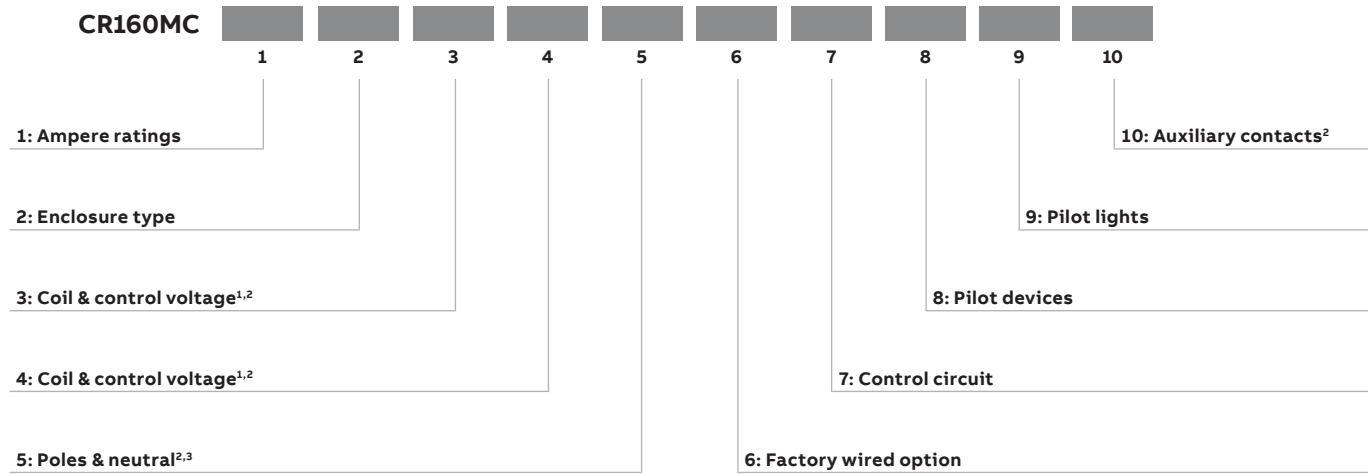 CR160MC
1 2 3 4 5 6 7 8 9 10
1: Ampere ratings
10: Auxiliary contacts²
2: Enclosure type
9: Pilot lights
3: Coil & control voltage¹,²
8: Pilot devices
4: Coil & control voltage¹,²
7: Control circuit
5: Poles & neutral²,³
6: Factory wired option